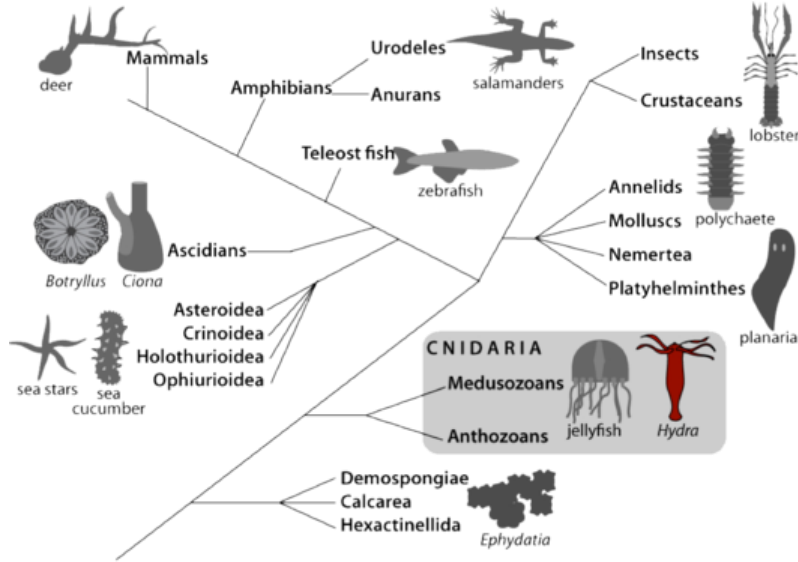 Mammals
deer
Amphibians
Urodeles
Anurans
salamanders
Teleost fish
zebrafish
Insects
Crustaceans
lobster
Annelids
Molluscs
Nemertea
Platyhelminthes
polychaete
planaria
Ascidians
Botryllus
Ciona
Asteroidea
Crinoidea
Holothurioidea
Ophiurioidea
sea stars
sea
cucumber
CNIDARIA
Medusozoans
Anthozoans
jellyfish
Hydra
Demospongiae
Calcarea
Hexactinellida
Ephydatia